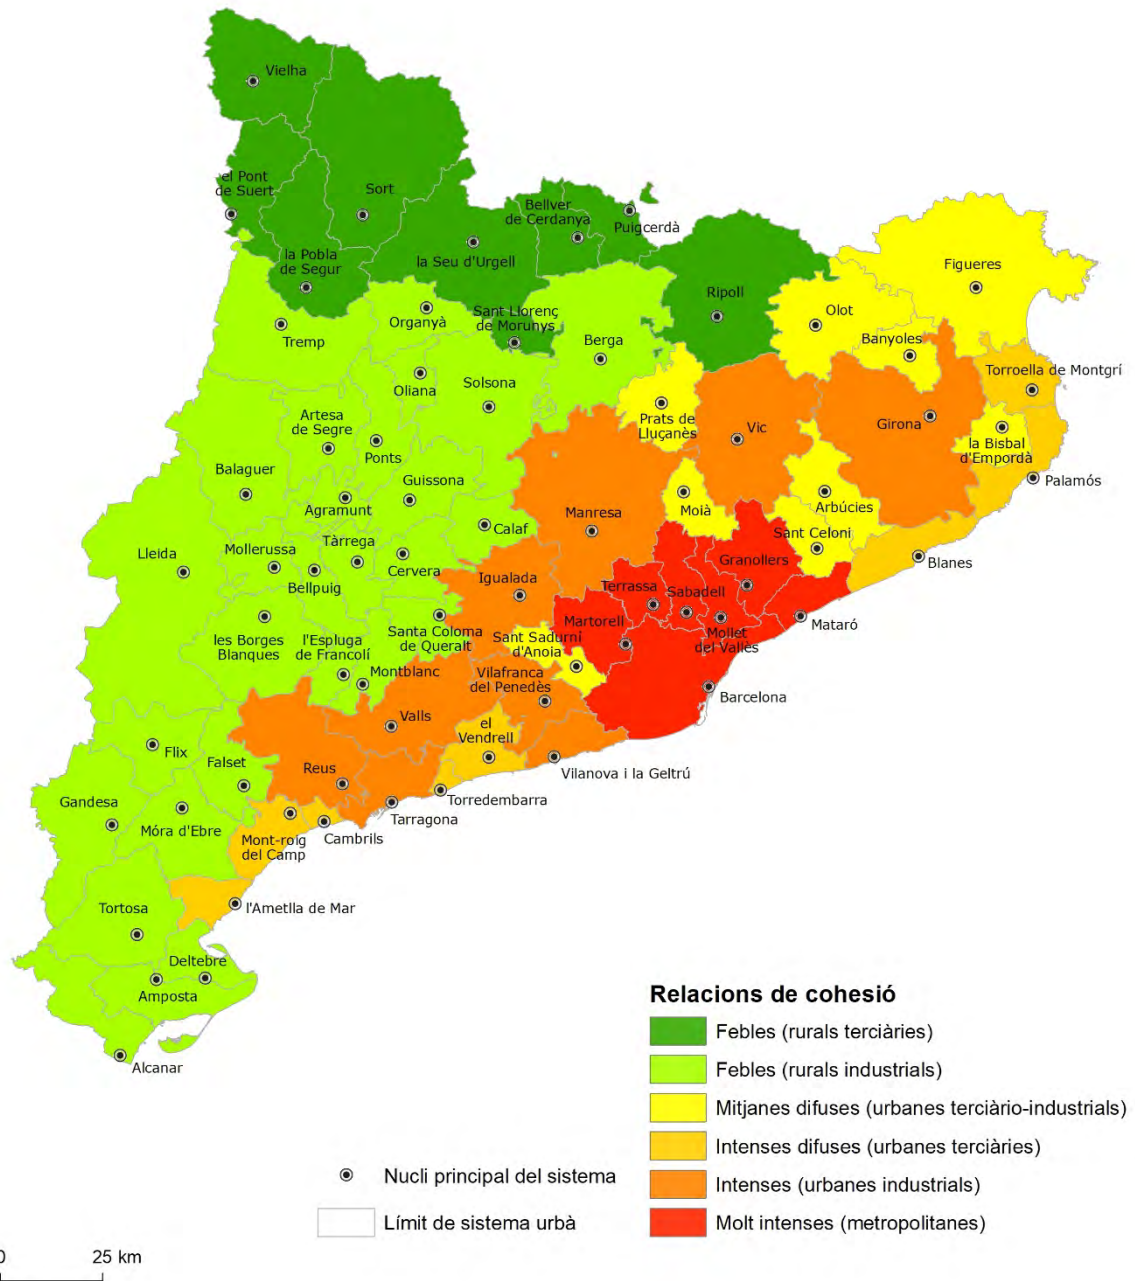 Vielha
el Pont
de Suert
Sort
Bellver
de Cerdanya
Puigcerdà
la Pobla
de Segur
la Seu d'Urgell
Figueres
Ripoll
Organyà
Sant Llorenç
de Morunys
Olot
Tremp
Berga
Banyoles
Torroella de Montgrí
Oliana
Solsona
Artesa
de Segre
Prats de
Lluçanès
Vic
Girona
la Bisbal
d'Empordà
Ponts
Balaguer
Guissona
Palamós
Agramunt
Moià
Arbúcies
Manresa
Calaf
Sant Celoni
Lleida
Mollerussa
Tàrrega
Granollers
Blanes
Bellpuig
Cervera
Igualada
Terrassa
Sabadell
Martorell
Mataró
les Borges
Blanques
l'Espluga
de Francolí
Santa Coloma
de Queralt
Sant Sadurní
d'Anoia
Mollet
del Vallès
Montblanc
Vilafranca
del Penedès
Barcelona
Valls
el
Vendrell
Flix
Falset
Reus
Vilanova i la Geltrú
Gandesa
Móra d'Ebre
Torredembarra
Tarragona
Mont-roig
del Camp
Cambrils
Tortosa
l'Ametlla de Mar
Deltebre
Amposta
Alcanar
Relacions de cohesió
Febles (rurals terciàries)
Febles (rurals industrials)
Mitjanes difuses (urbanes terciàrio-industrials)
Intenses difuses (urbanes terciàries)
Intenses (urbanes industrials)
Molt intenses (metropolitanes)
Nucli principal del sistema
Límit de sistema urbà
0 25 km